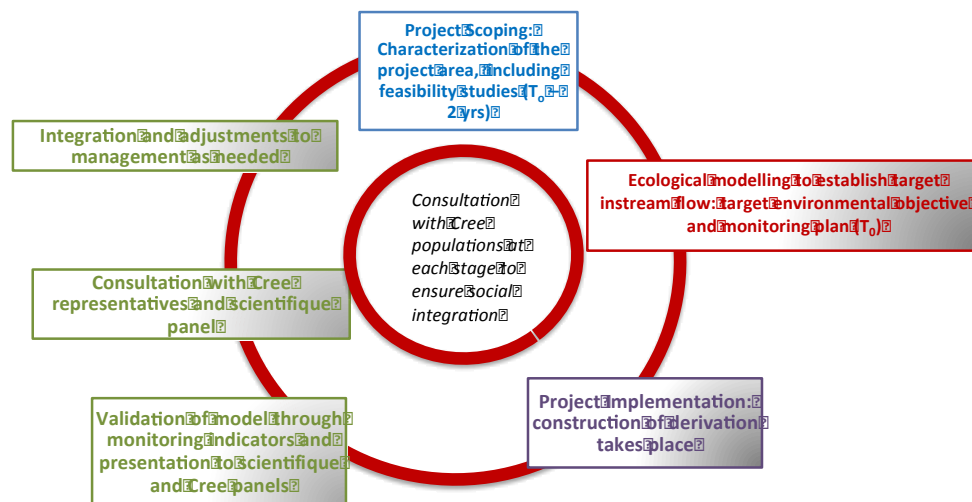 Project Scoping:
Characterization of the
project area, including
feasibility studies (T₀ –
2 yrs)
Ecological modelling to establish target
instream flow: target environmental objective
and monitoring plan (T₀)
Project Implementation:
construction of derivation
takes place
Validation of model through
monitoring indicators and
presentation to scientifique
and Cree panels
Consultation with Cree
representatives and scientifique
panel
Integration and adjustments to
management as needed
Consultation
with Cree
populations at
each stage to
ensure social
integration